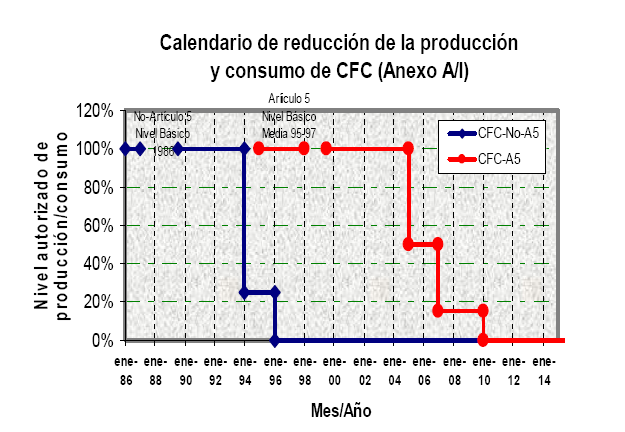 Calendario de reducción de la producción
y consumo de CFC (Anexo A/I)
Artículo 5
Nivel Básico
Media 95-97
No-Artículo 5
Nivel Básico
1986
CFC-No-A5
CFC-A5
Nivel autorizado de
producción/consumo
120%
100%
80%
60%
40%
20%
0%
ene-86 ene-88 ene-90 ene-92 ene-94 ene-96 ene-98 ene-00 ene-02 ene-04 ene-06 ene-08 ene-10 ene-12 ene-14
Mes/Año